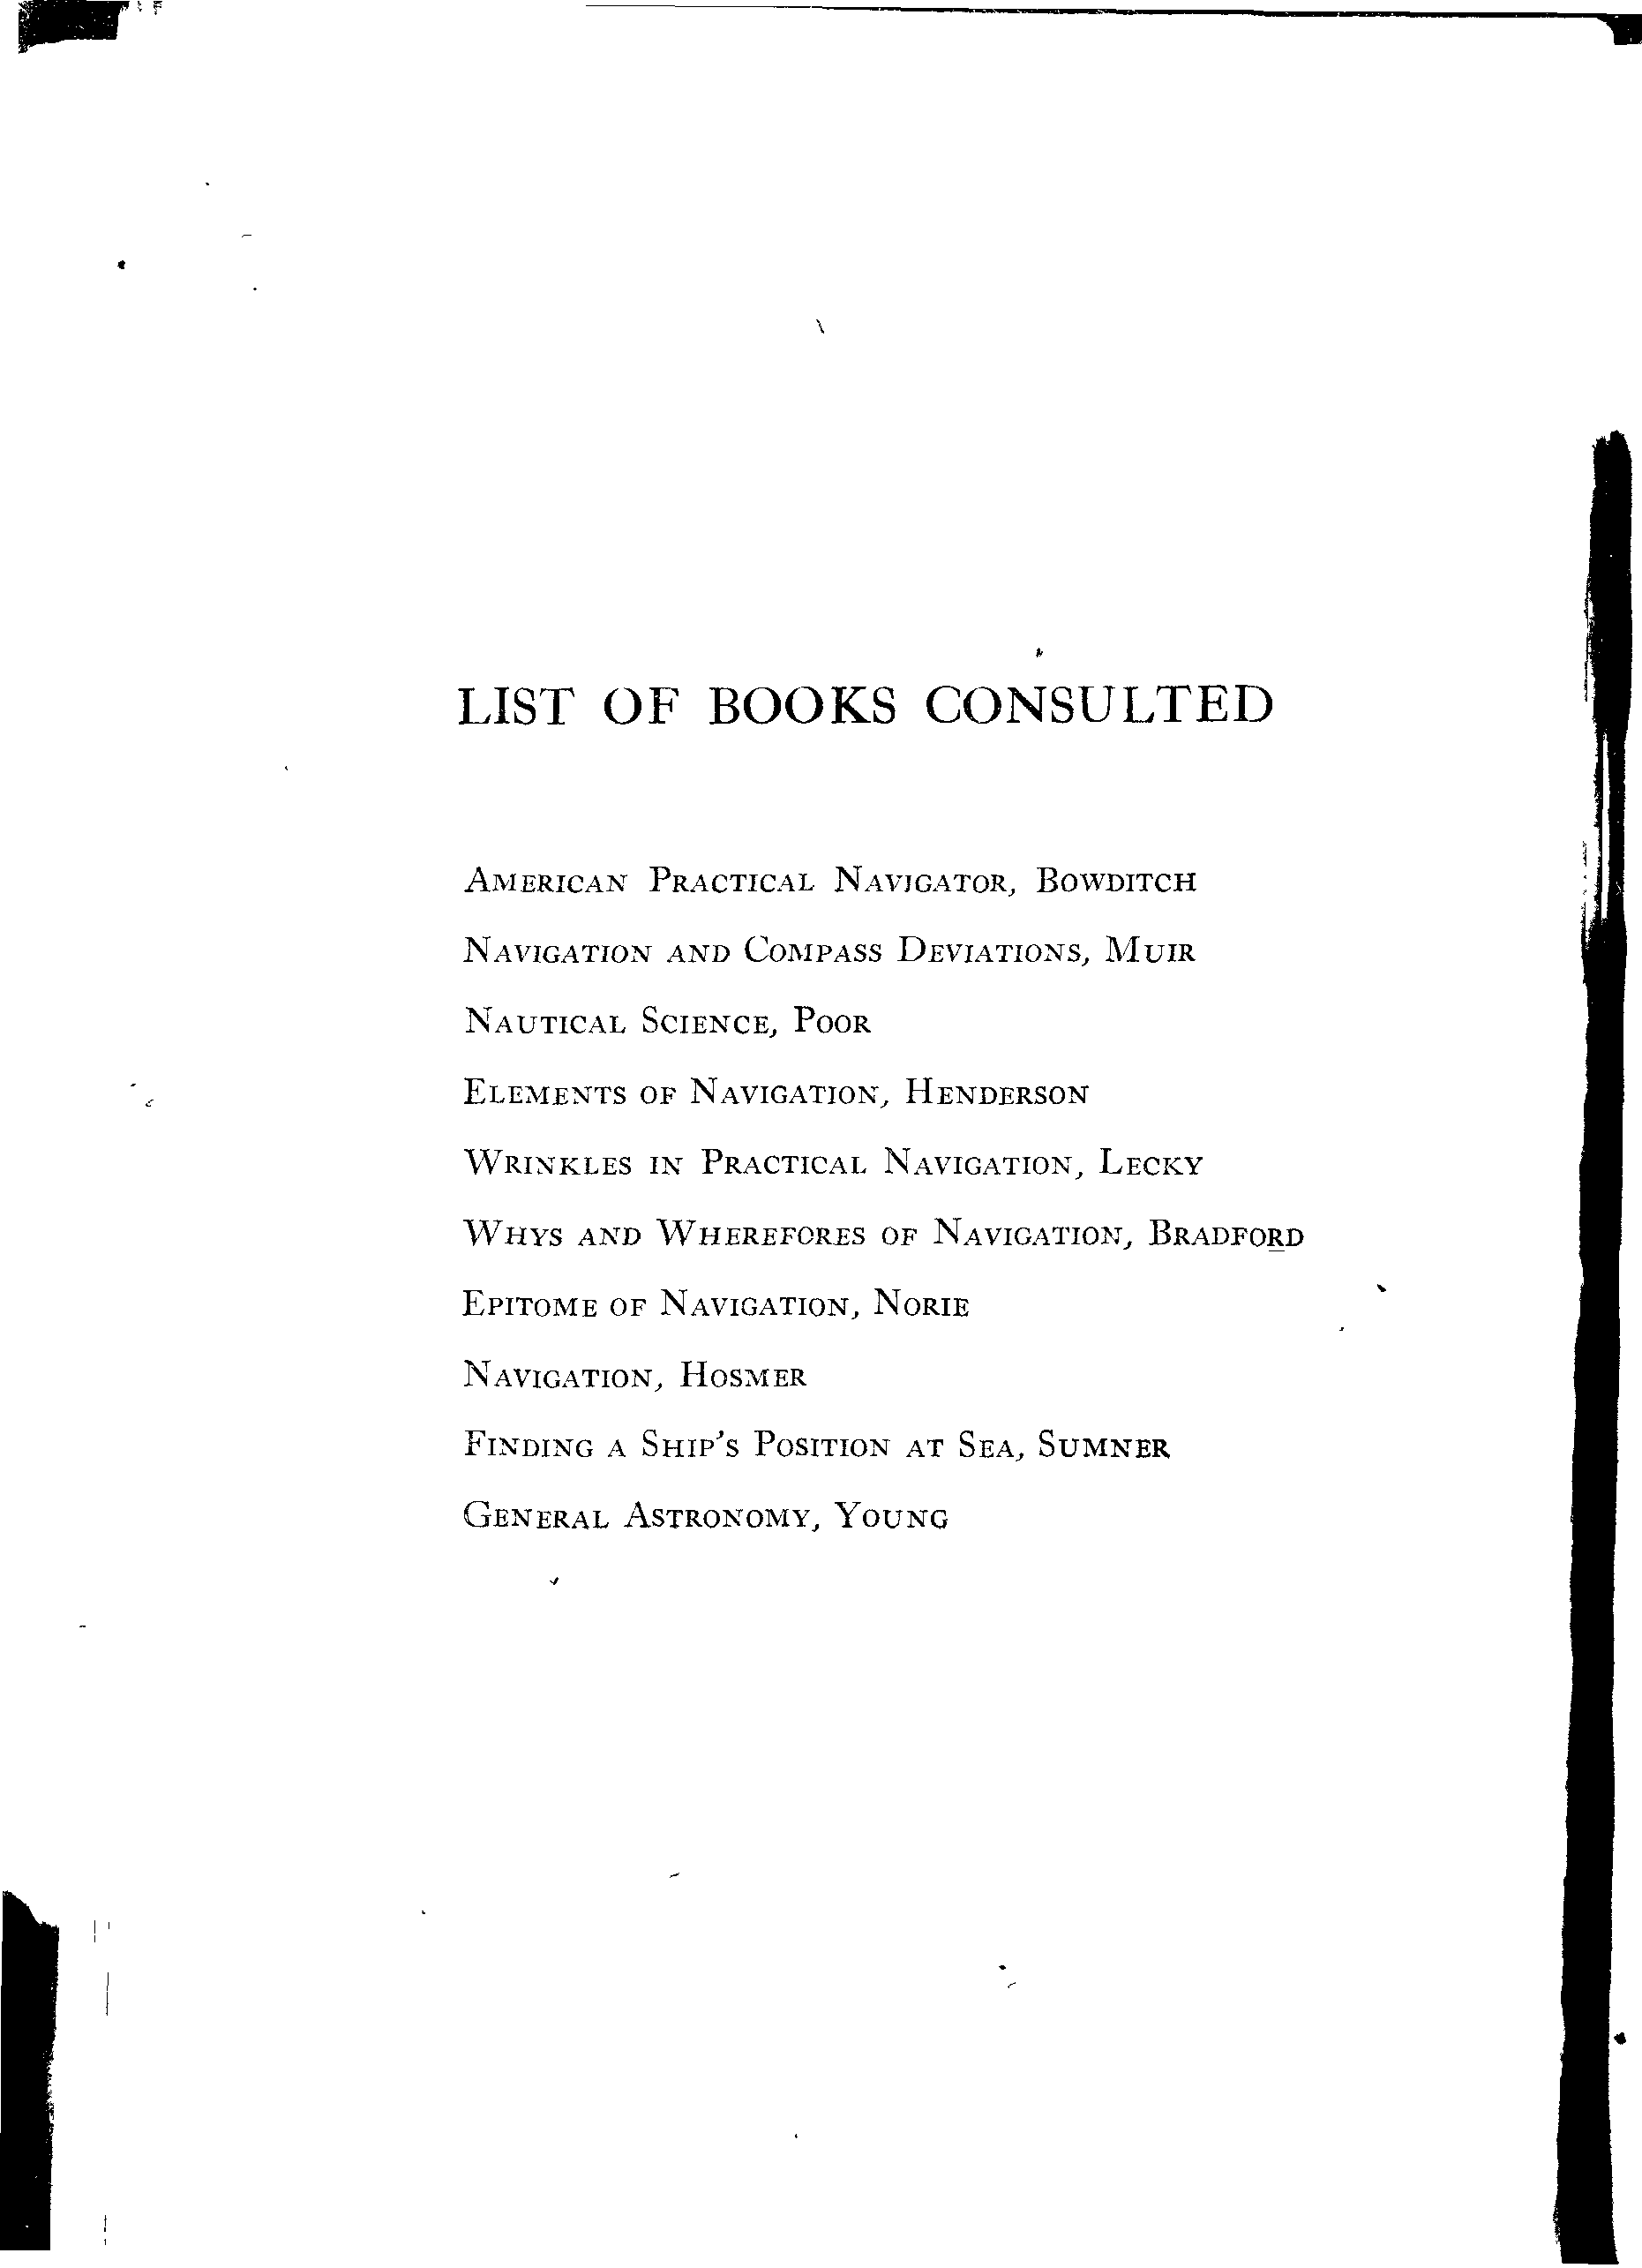 LIST OF BOOKS CONSULTED
AMERICAN PRACTICAL NAVIGATOR, BOWDITCH
NAVIGATION AND COMPASS DEVIATIONS, MUIR
NAUTICAL SCIENCE, POOR
ELEMENTS OF NAVIGATION, HENDERSON
WRINKLES IN PRACTICAL NAVIGATION, LECKY
WHYS AND WHEREFORES OF NAVIGATION, BRADFORD
EPITOME OF NAVIGATION, NORIE
NAVIGATION, HOSMER
FINDING A SHIP'S POSITION AT SEA, SUMNER
GENERAL ASTRONOMY, YOUNG